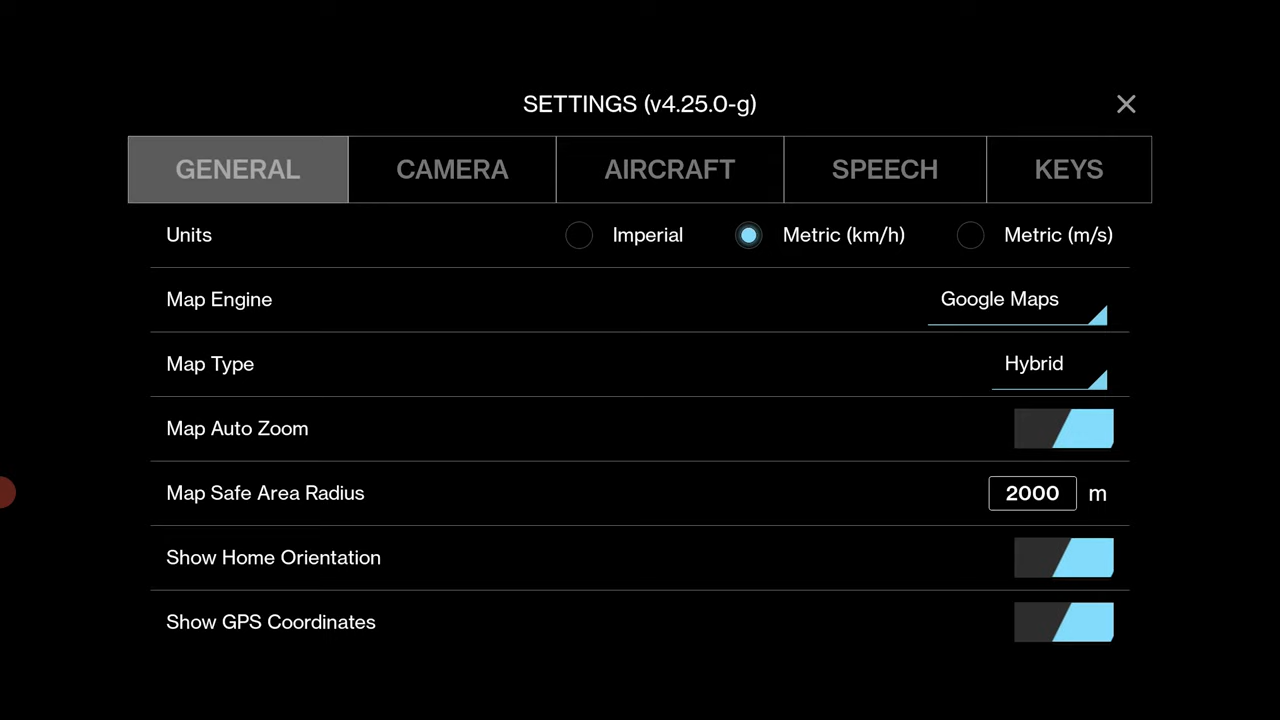 SETTINGS (v4.25.0-g)
GENERAL CAMERA AIRCRAFT SPEECH KEYS
Units Imperial Metric (km/h) Metric (m/s)
Map Engine Google Maps
Map Type Hybrid
Map Auto Zoom
Map Safe Area Radius 2000 m
Show Home Orientation
Show GPS Coordinates